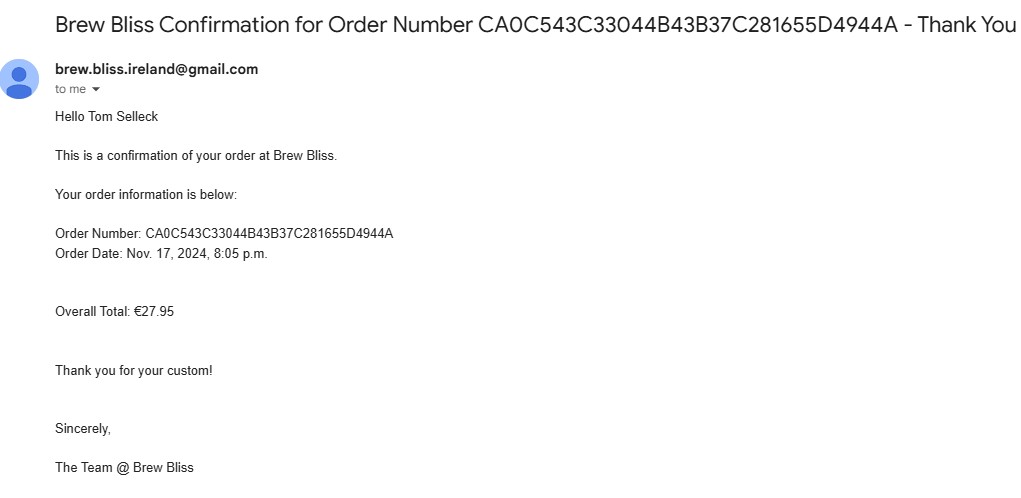 Brew Bliss Confirmation for Order Number CA0C543C33044B43B37C281655D4944A - Thank You
brew.bliss.ireland@gmail.com
to me
Hello Tom Selleck
This is a confirmation of your order at Brew Bliss.
Your order information is below:
Order Number: CA0C543C33044B43B37C281655D4944A
Order Date: Nov. 17, 2024, 8:05 p.m.
Overall Total: €27.95
Thank you for your custom!
Sincerely,
The Team @ Brew Bliss